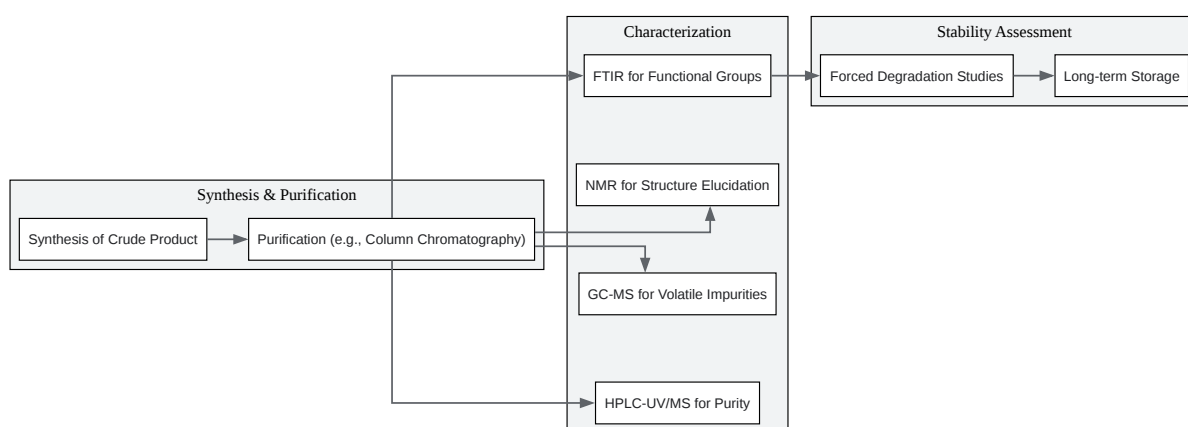 Synthesis & Purification
Synthesis of Crude Product
Purification (e.g., Column Chromatography)
Characterization
FTIR for Functional Groups
NMR for Structure Elucidation
GC-MS for Volatile Impurities
HPLC-UV/MS for Purity
Stability Assessment
Forced Degradation Studies
Long-term Storage